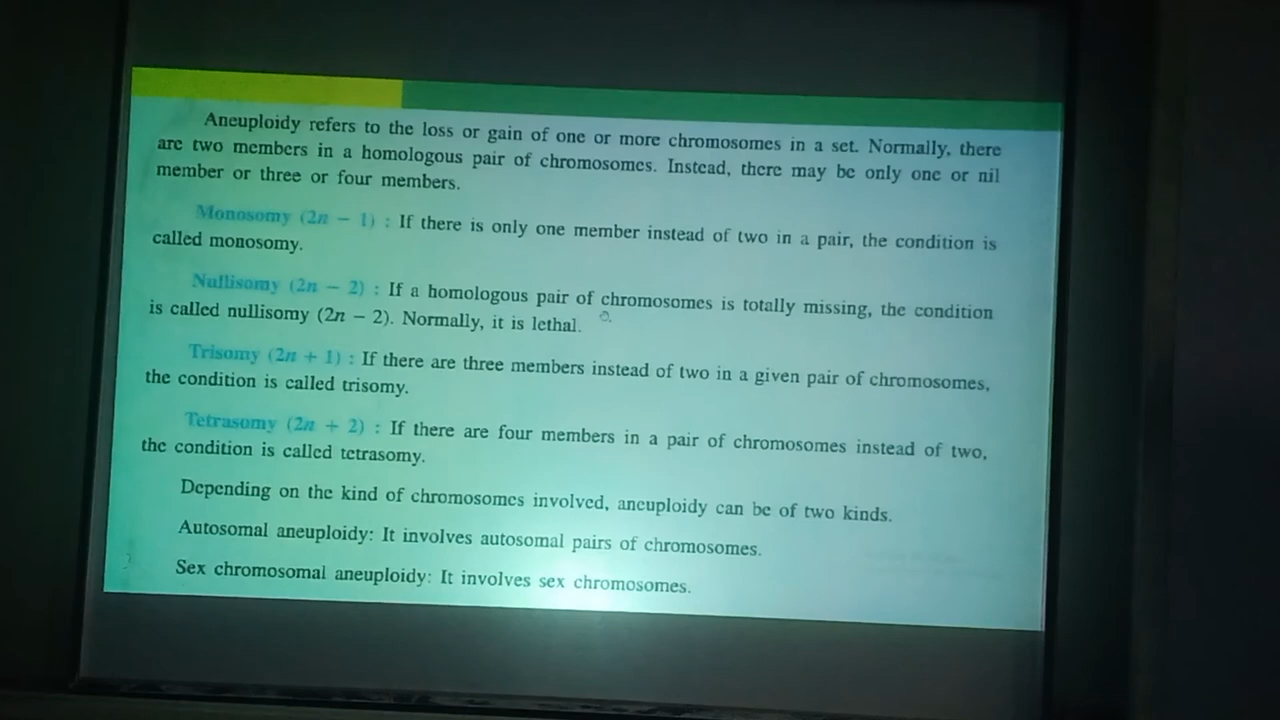 Aneuploidy refers to the loss or gain of one or more chromosomes in a set. Normally, there
are two members in a homologous pair of chromosomes. Instead, there may be only one or nil
member or three or four members.
Monosomy (2n − 1) : If there is only one member instead of two in a pair, the condition is
called monosomy.
Nullisomy (2n − 2) : If a homologous pair of chromosomes is totally missing, the condition
is called nullisomy (2n − 2). Normally, it is lethal.
Trisomy (2n + 1) : If there are three members instead of two in a given pair of chromosomes,
the condition is called trisomy.
Tetrasomy (2n + 2) : If there are four members in a pair of chromosomes instead of two,
the condition is called tetrasomy.
Depending on the kind of chromosomes involved, aneuploidy can be of two kinds.
Autosomal aneuploidy: It involves autosomal pairs of chromosomes.
Sex chromosomal aneuploidy: It involves sex chromosomes.